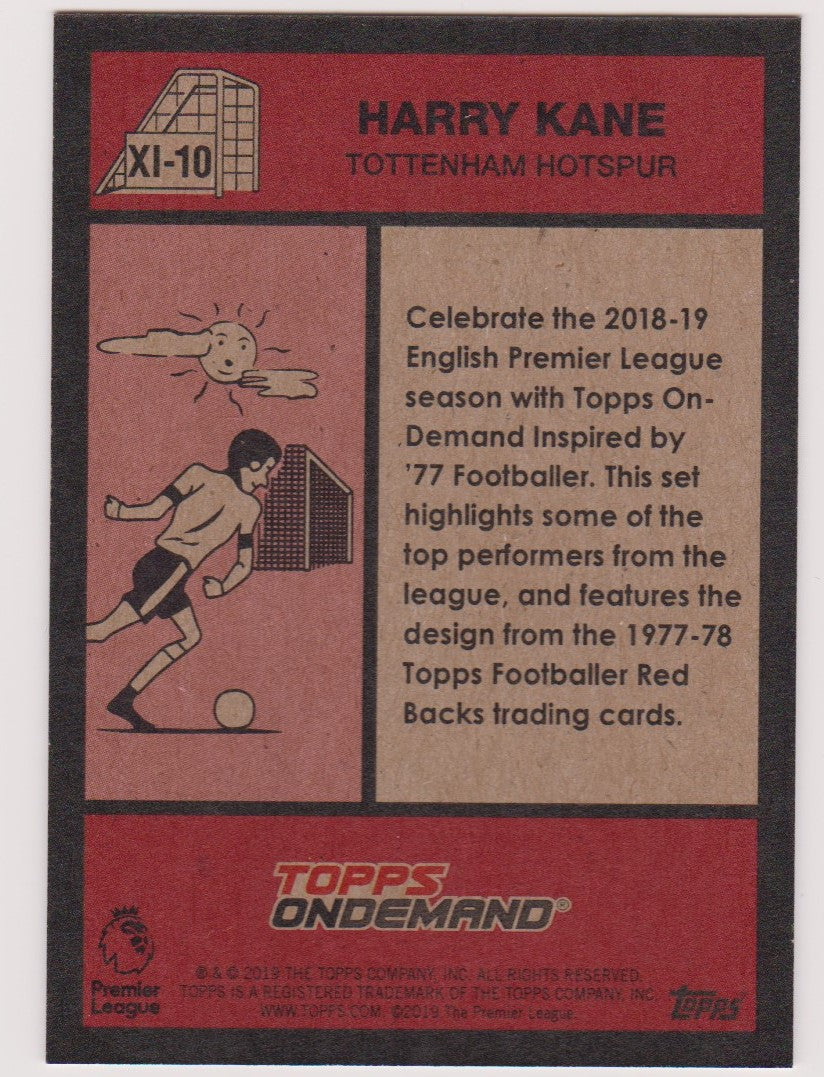 XI-10
HARRY KANE
TOTTENHAM HOTSPUR
Celebrate the 2018-19
English Premier League
season with Topps On-
Demand Inspired by
'77 Footballer. This set
highlights some of the
top performers from the
league, and features the
design from the 1977-78
Topps Footballer Red
Backs trading cards.
TOPPS
ONDEMAND®
Premier
League
® & © 2019 THE TOPPS COMPANY, INC. ALL RIGHTS RESERVED.
TOPPS IS A REGISTERED TRADEMARK OF THE TOPPS COMPANY, INC.
WWW.TOPPS.COM. ©2019 The Premier League.
TOPPS